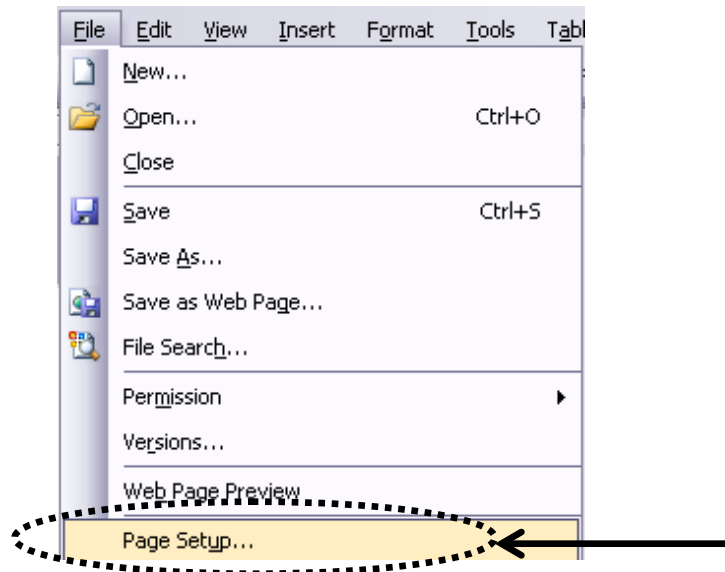 File Edit View Insert Format Tools Tabl
New...
Open... Ctrl+O
Close
Save Ctrl+S
Save As...
Save as Web Page...
File Search...
Permission
Versions...
Web Page Preview
Page Setup...